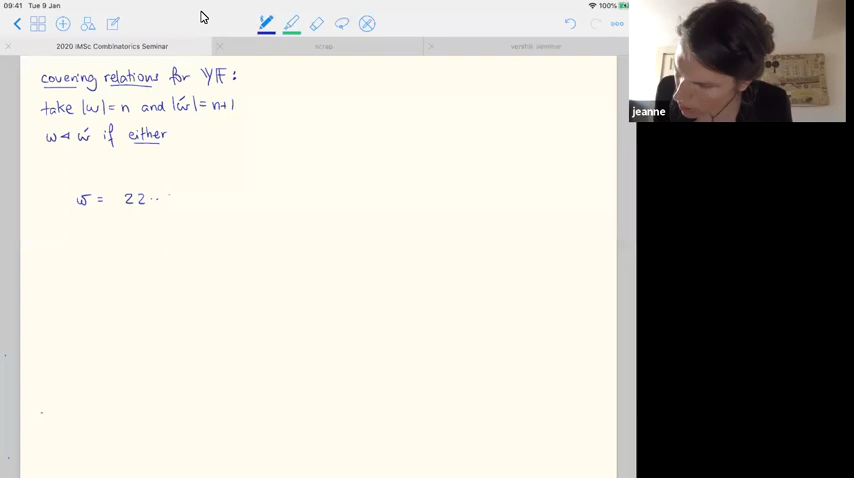 09:41 Tue 9 Jan
100%
2020 IMSc Combinatorics Seminar
vershik seminar
covering relations for 𝕐𝔽 :
take |w| = n and |ẃ| = n+1
w ⊲ ẃ if either
w = 22··
jeanne